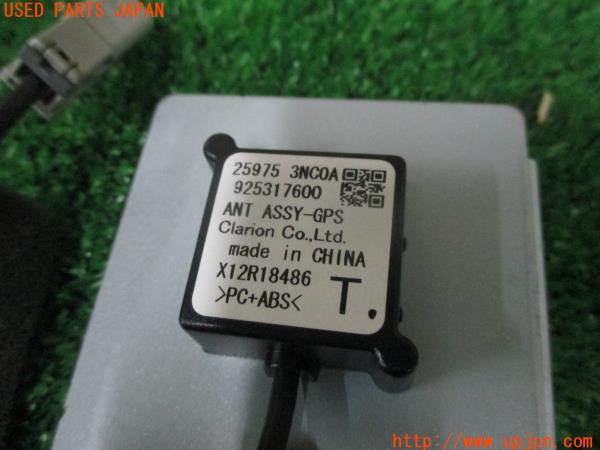 USED PARTS JAPAN
25975 3NC0A
925317600
ANT ASSY-GPS
Clarion Co.,Ltd.
made in CHINA
X12R18486
>PC+ABS<
T.
http://www.upjpn.com